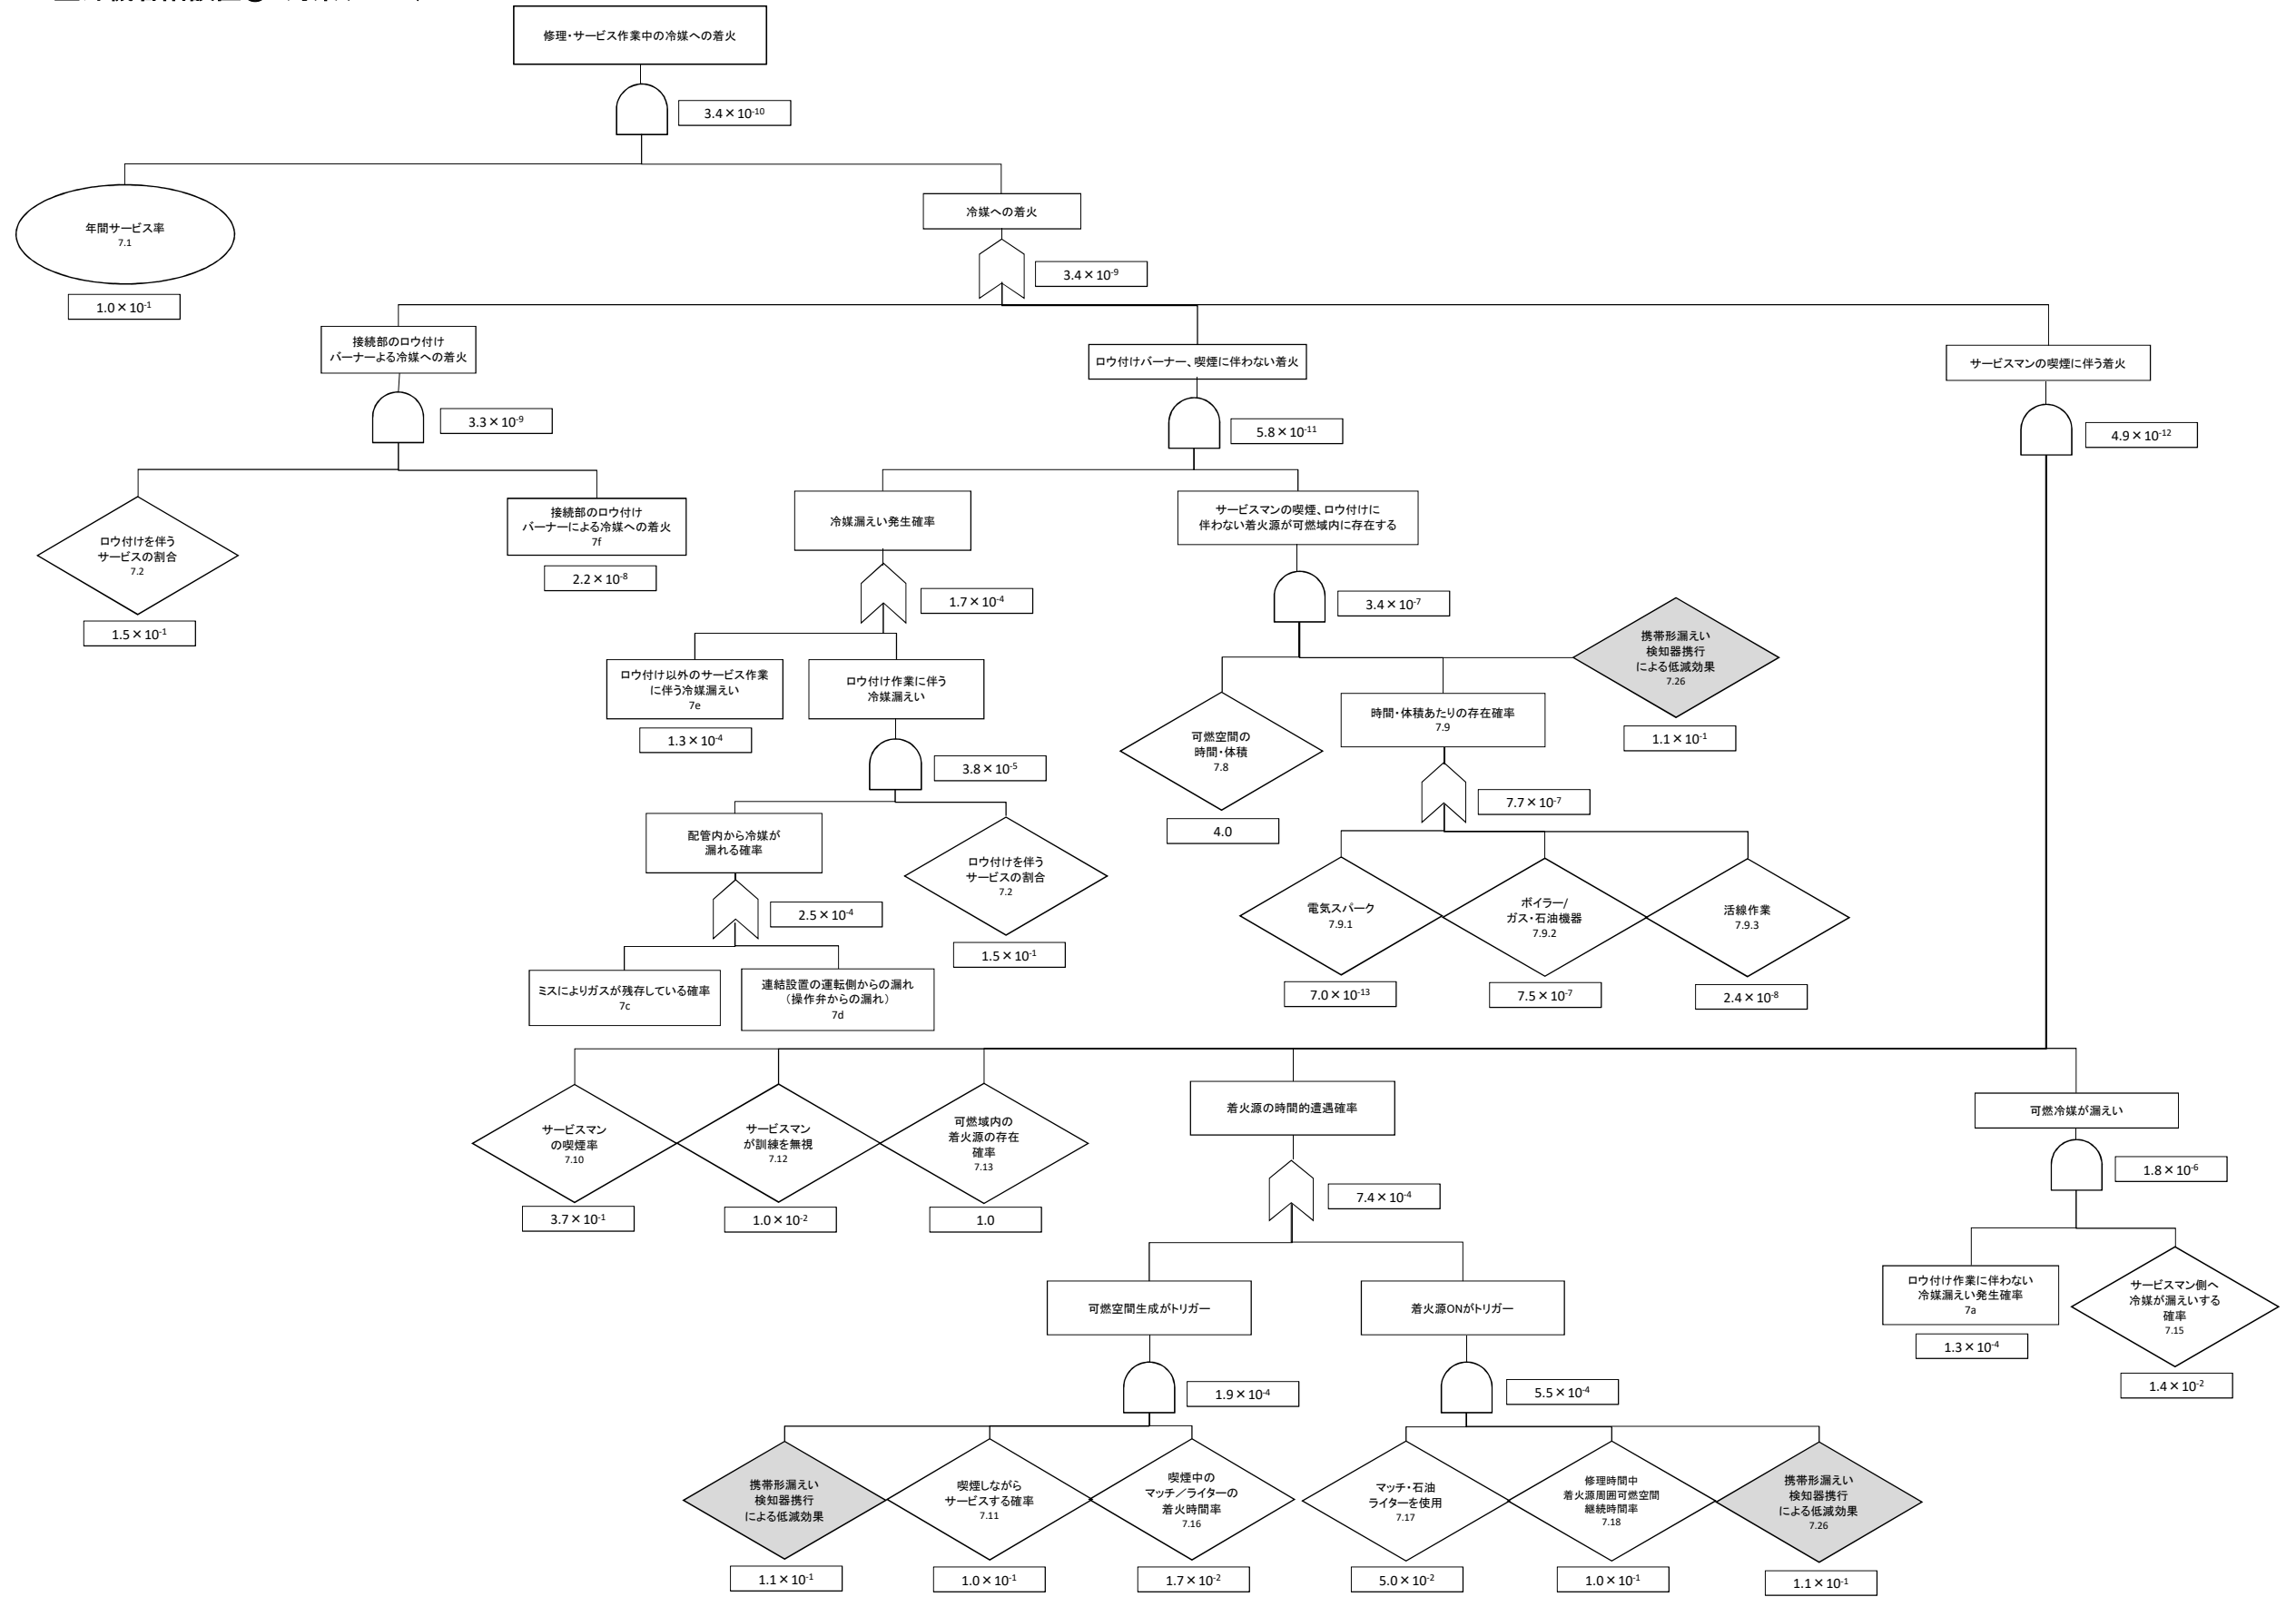 修理・サービス作業中の冷媒への着火
3.4×10⁻¹⁰
年間サービス率
7.1
1.0×10⁻¹
冷媒への着火
3.4×10⁻⁹
接続部のロウ付け
バーナーよる冷媒への着火
3.3×10⁻⁹
ロウ付けバーナー、喫煙に伴わない着火
5.8×10⁻¹¹
サービスマンの喫煙に伴う着火
4.9×10⁻¹²
ロウ付けを伴う
サービスの割合
7.2
1.5×10⁻¹
接続部のロウ付け
バーナーによる冷媒への着火
7f
2.2×10⁻⁸
冷媒漏えい発生確率
1.7×10⁻⁴
サービスマンの喫煙、ロウ付けに
伴わない着火源が可燃域内に存在する
3.4×10⁻⁷
ロウ付け以外のサービス作業
に伴う冷媒漏えい
7e
1.3×10⁻⁴
ロウ付け作業に伴う
冷媒漏えい
3.8×10⁻⁵
可燃空間の
時間・体積
7.8
4.0
時間・体積あたりの存在確率
7.9
7.7×10⁻⁷
携帯形漏えい
検知器携行
による低減効果
7.26
1.1×10⁻¹
配管内から冷媒が
漏れる確率
2.5×10⁻⁴
ロウ付けを伴う
サービスの割合
7.2
1.5×10⁻¹
電気スパーク
7.9.1
7.0×10⁻¹³
ボイラー/
ガス・石油機器
7.9.2
7.5×10⁻⁷
活線作業
7.9.3
2.4×10⁻⁸
ミスによりガスが残存している確率
7c
連結設置の運転側からの漏れ
（操作弁からの漏れ）
7d
サービスマン
の喫煙率
7.10
3.7×10⁻¹
サービスマン
が訓練を無視
7.12
1.0×10⁻²
可燃域内の
着火源の存在
確率
7.13
1.0
着火源の時間的遭遇確率
7.4×10⁻⁴
可燃冷媒が漏えい
1.8×10⁻⁶
可燃空間生成がトリガー
1.9×10⁻⁴
着火源ONがトリガー
5.5×10⁻⁴
ロウ付け作業に伴わない
冷媒漏えい発生確率
7a
1.3×10⁻⁴
サービスマン側へ
冷媒が漏えいする
確率
7.15
1.4×10⁻²
携帯形漏えい
検知器携行
による低減効果
1.1×10⁻¹
喫煙しながら
サービスする確率
7.11
1.0×10⁻¹
喫煙中の
マッチ／ライターの
着火時間率
7.16
1.7×10⁻²
マッチ・石油
ライターを使用
7.17
5.0×10⁻²
修理時間中
着火源周囲可燃空間
継続時間率
7.18
1.0×10⁻¹
携帯形漏えい
検知器携行
による低減効果
7.26
1.1×10⁻¹